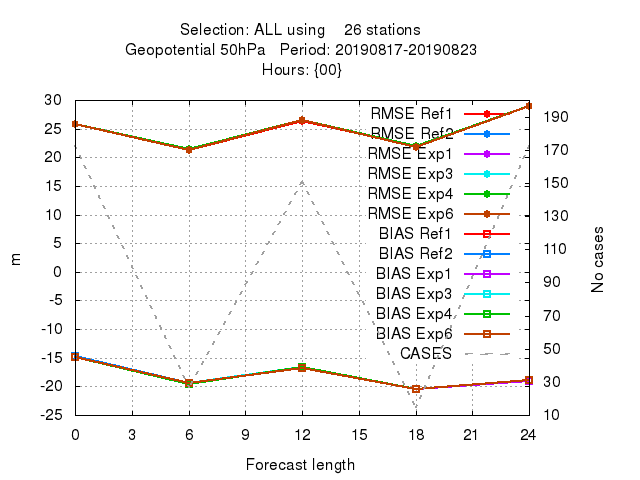 Selection: ALL using 26 stations
Geopotential 50hPa Period: 20190817-20190823
Hours: {00}
30
25
20
15
10
5
0
-5
-10
-15
-20
-25
m
RMSE Ref1
RMSE Ref2
RMSE Exp1
RMSE Exp3
RMSE Exp4
RMSE Exp6
BIAS Ref1
BIAS Ref2
BIAS Exp1
BIAS Exp3
BIAS Exp4
BIAS Exp6
CASES
190
170
150
130
110
90
70
50
30
10
No cases
0 3 6 9 12 15 18 21 24
Forecast length